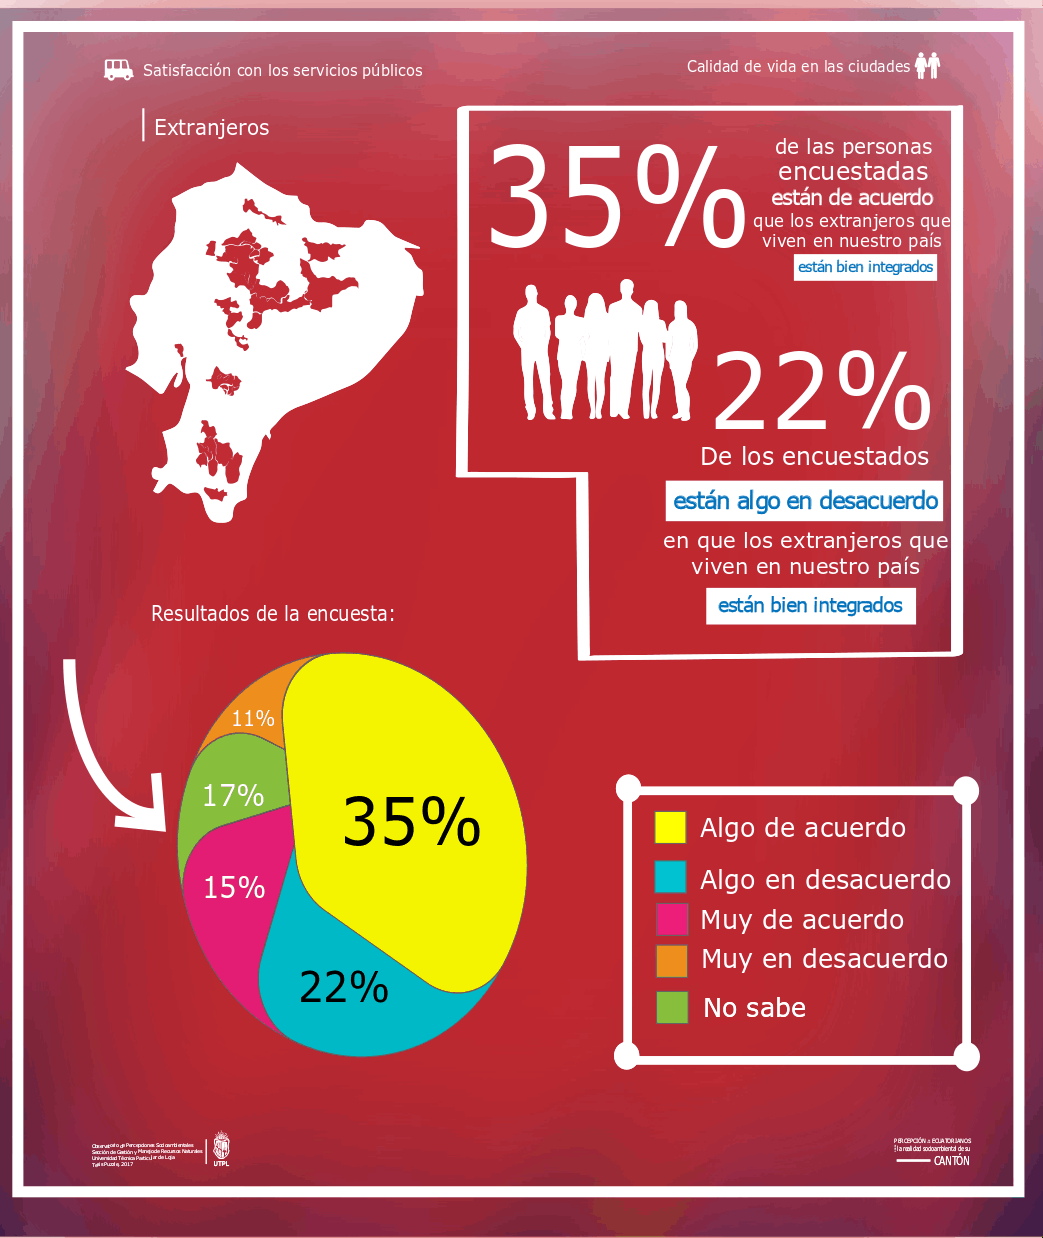 Satisfacción con los servicios públicos
Calidad de vida en las ciudades
Extranjeros
35%
de las personas
encuestadas
están de acuerdo
que los extranjeros que
viven en nuestro país
están bien integrados
22%
De los encuestados
están algo en desacuerdo
en que los extranjeros que
viven en nuestro país
están bien integrados
Resultados de la encuesta:
11%
17%
35%
15%
22%
Algo de acuerdo
Algo en desacuerdo
Muy de acuerdo
Muy en desacuerdo
No sabe
Observatorio de Percepciones Socioambientales
Sección de Gestión y Manejo de Recursos Naturales
Universidad Técnica Particular de Loja
2017
UTPL
PERCEPCIÓN ECUATORIANOS
la realidad socioambiental de su
CANTÓN